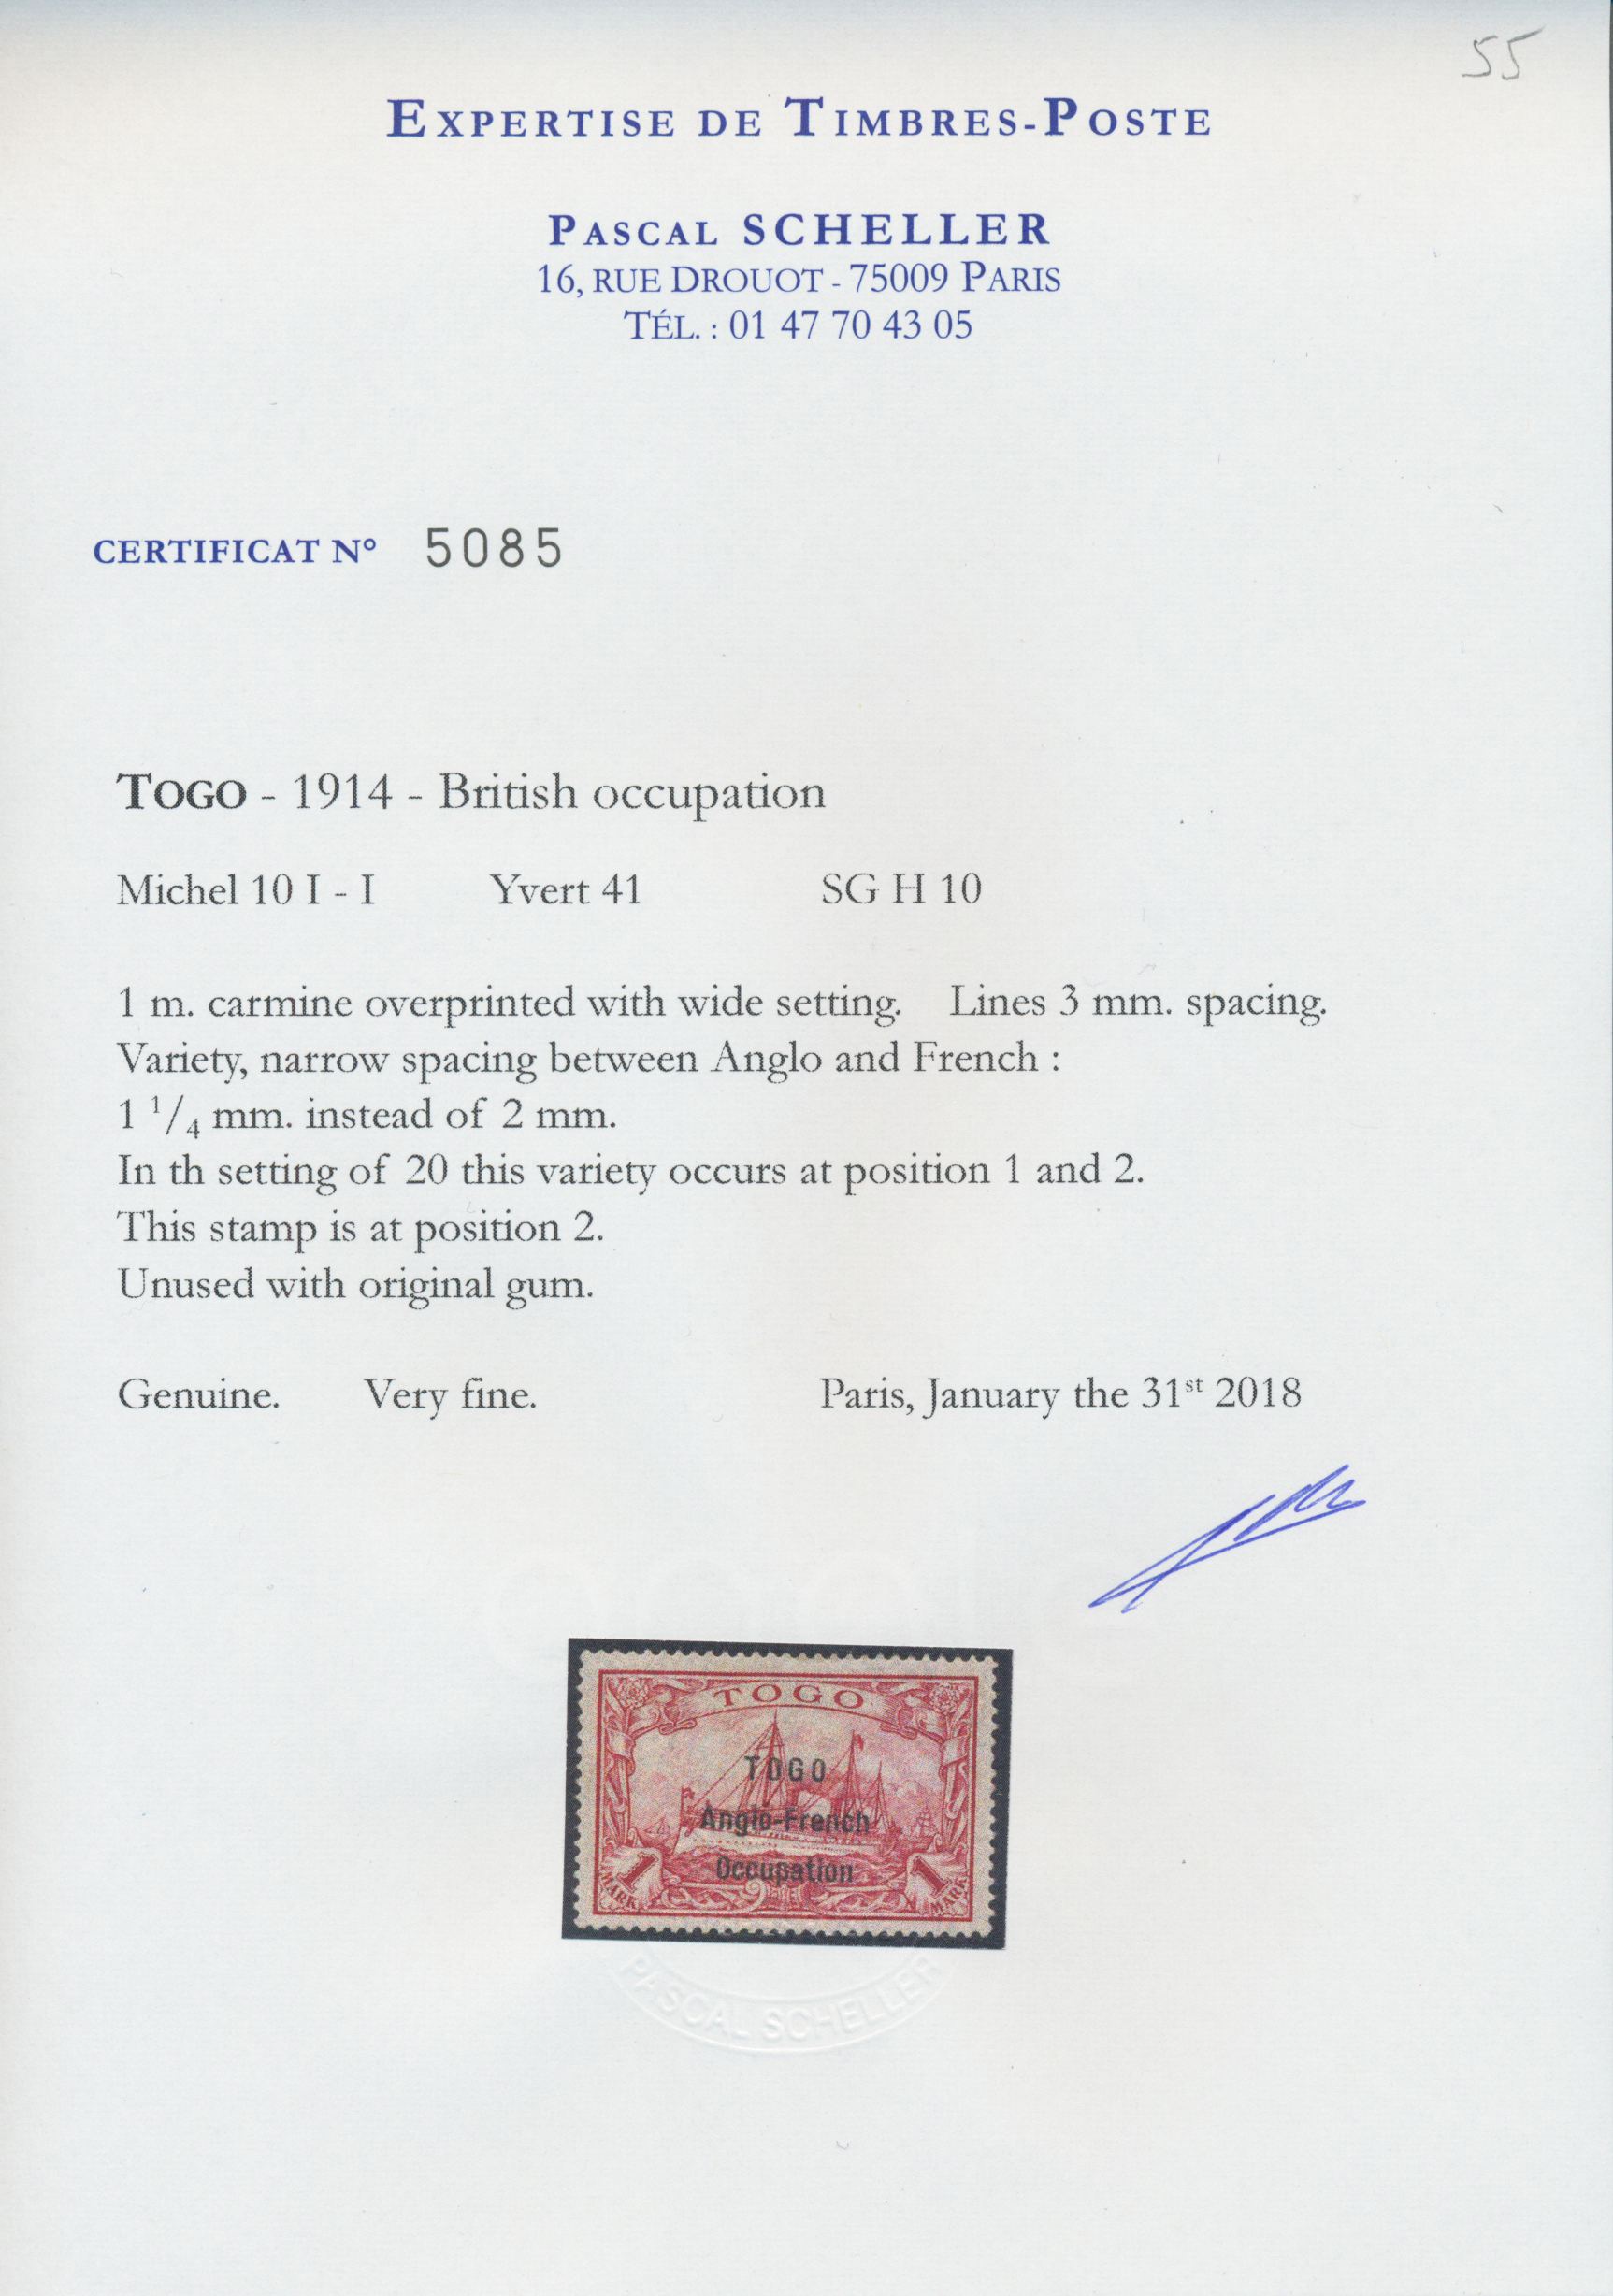 55
EXPERTISE DE TIMBRES-POSTE
PASCAL SCHELLER
16, RUE DROUOT - 75009 PARIS
TÉL. : 01 47 70 43 05
CERTIFICAT N° 5085
TOGO - 1914 - British occupation
Michel 10 I - I Yvert 41 SG H 10
1 m. carmine overprinted with wide setting. Lines 3 mm. spacing.
Variety, narrow spacing between Anglo and French :
1 1/4 mm. instead of 2 mm.
In th setting of 20 this variety occurs at position 1 and 2.
This stamp is at position 2.
Unused with original gum.
Genuine. Very fine. Paris, January the 31st 2018
TOGO
TOGO
Anglo-French
Occupation
1 MARK 1 MARK
PASCAL SCHELLER